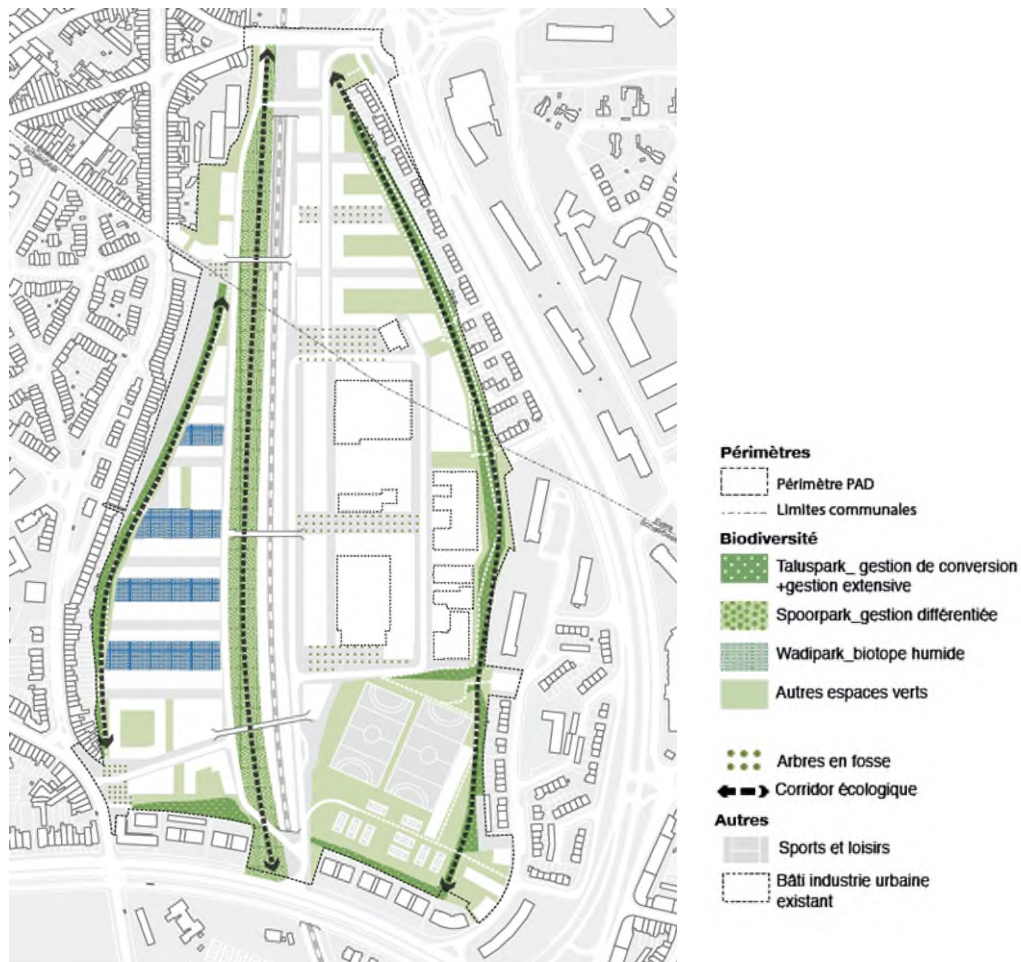 Périmètres
Périmètre PAD
Limites communales
Biodiversité
Taluspark_ gestion de conversion
+gestion extensive
Spoorpark_gestion différentiée
Wadipark_biotope humide
Autres espaces verts
Arbres en fosse
Corridor écologique
Autres
Sports et loisirs
Bâti industrie urbaine
existant